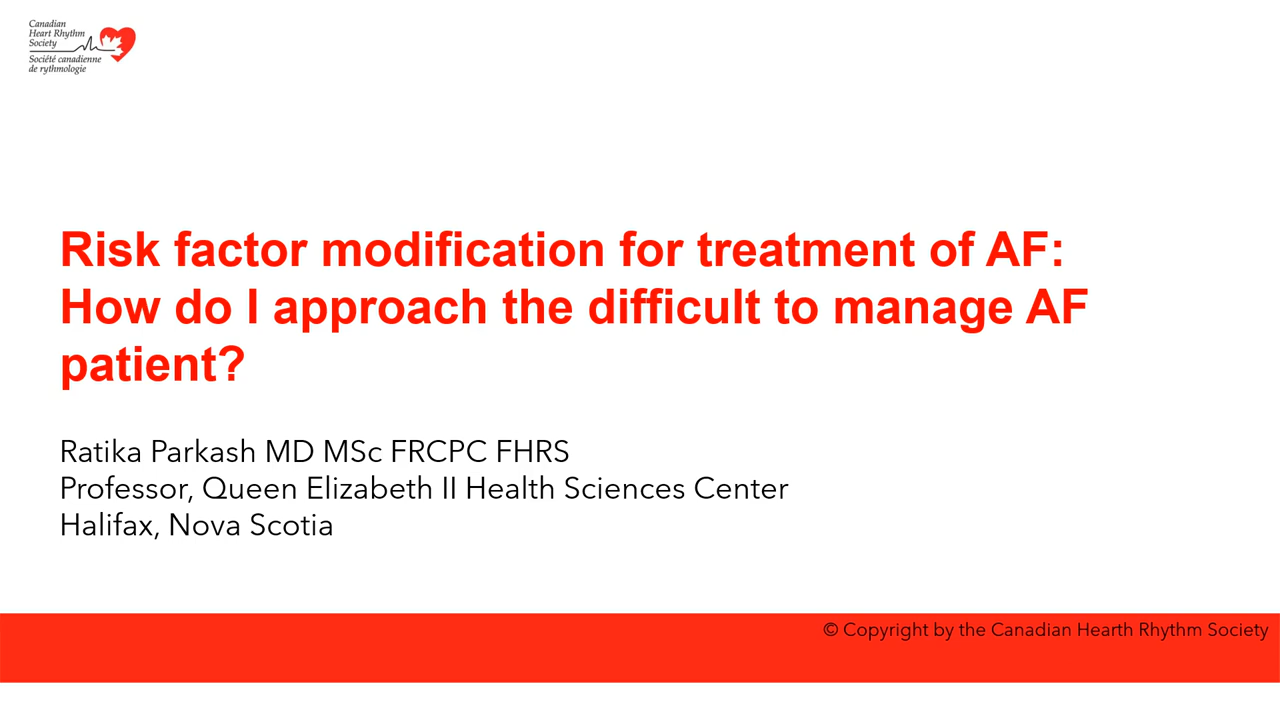 Canadian
Heart Rhythm
Society
Société canadienne
de rythmologie
Risk factor modification for treatment of AF:
How do I approach the difficult to manage AF
patient?
Ratika Parkash MD MSc FRCPC FHRS
Professor, Queen Elizabeth II Health Sciences Center
Halifax, Nova Scotia
© Copyright by the Canadian Hearth Rhythm Society